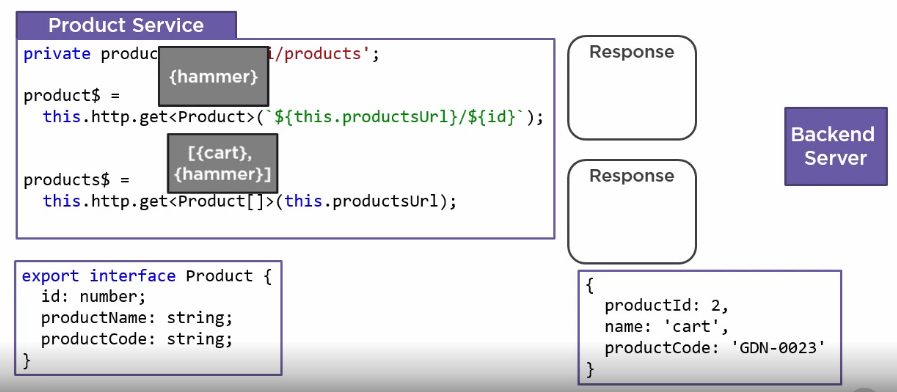 Product Service
private produc i/products';
{hammer}
product$ =
this.http.get<Product>(`${this.productsUrl}/${id}`);
[{cart},
{hammer}]
products$ =
this.http.get<Product[]>(this.productsUrl);
Response
Response
Backend
Server
export interface Product {
id: number;
productName: string;
productCode: string;
}
{
productId: 2,
name: 'cart',
productCode: 'GDN-0023'
}